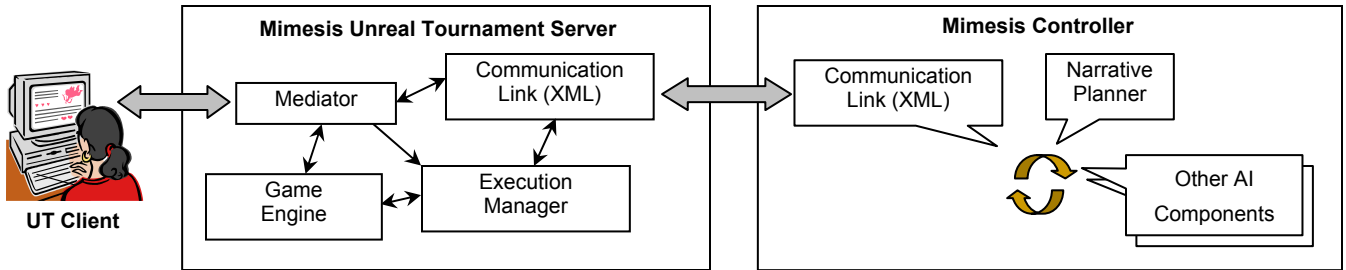 Mimesis Unreal Tournament Server
Mediator
Communication
Link (XML)
Game
Engine
Execution
Manager
UT Client
Mimesis Controller
Communication
Link (XML)
Narrative
Planner
Other AI
Components